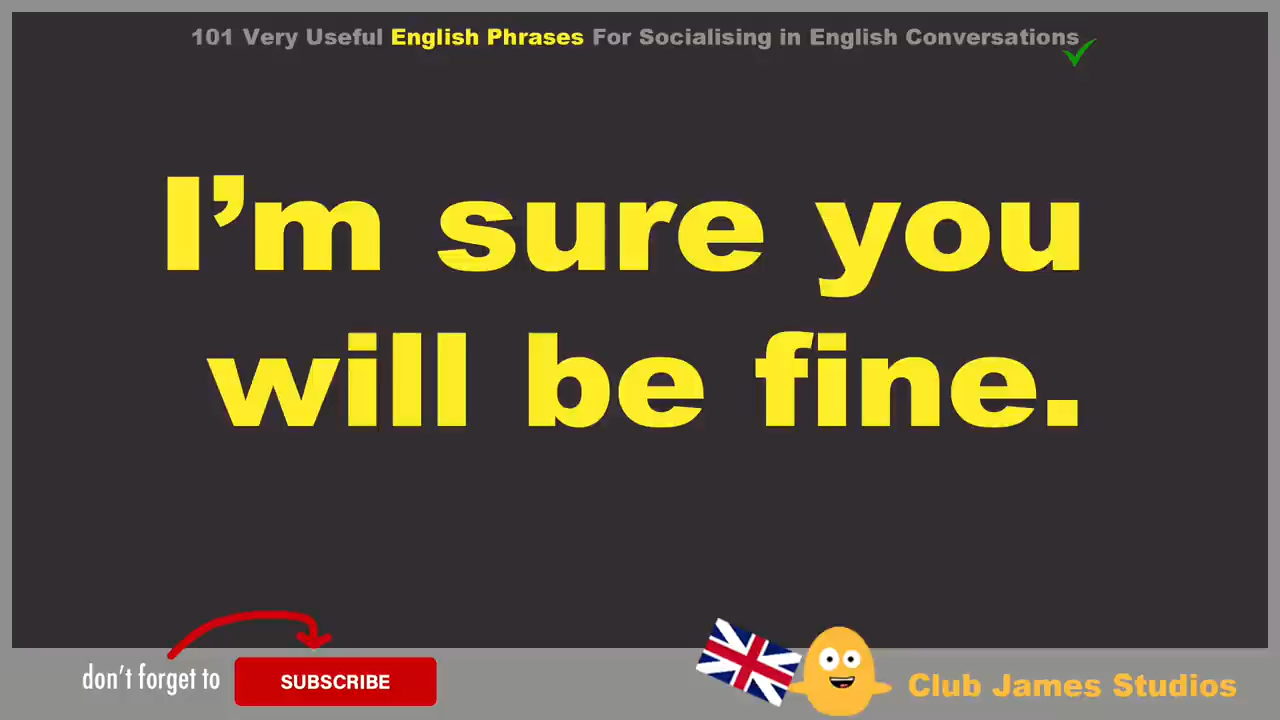 101 Very Useful English Phrases For Socialising in English Conversations
I’m sure you
will be fine.
don’t forget to
SUBSCRIBE
Club James Studios